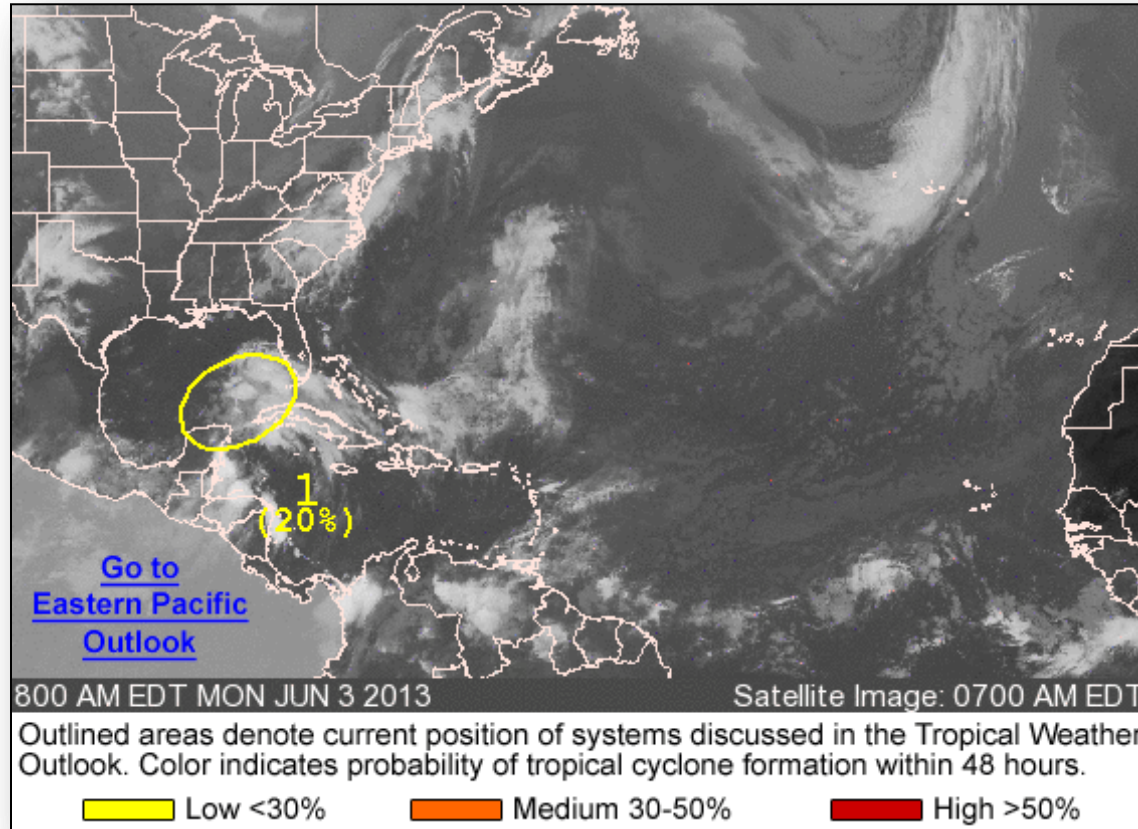 1
(20%)
Go to
Eastern Pacific
Outlook
800 AM EDT MON JUN 3 2013
Satellite Image: 0700 AM EDT
Outlined areas denote current position of systems discussed in the Tropical Weather
Outlook. Color indicates probability of tropical cyclone formation within 48 hours.
Low <30%
Medium 30-50%
High >50%